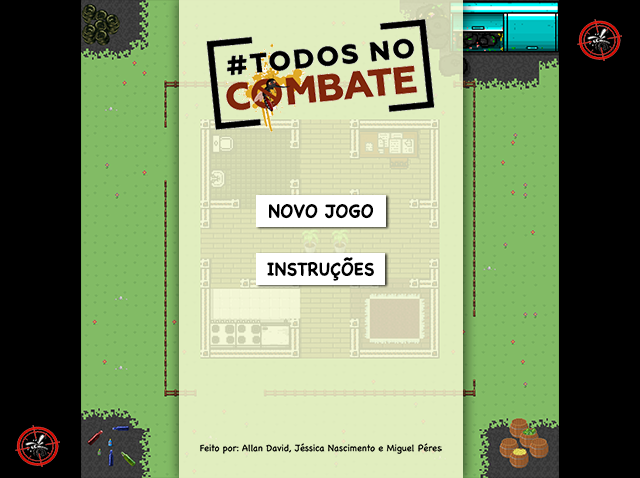 #TODOS NO
COMBATE
NOVO JOGO
INSTRUÇÕES
Feito por: Allan David, Jéssica Nascimento e Miguel Péres